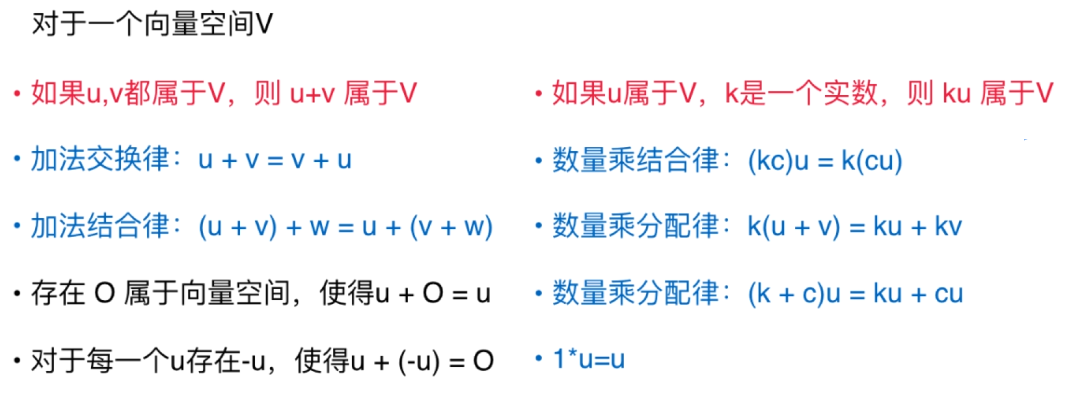 对于一个向量空间V
• 如果u,v都属于V，则 u+v 属于V
• 加法交换律：u + v = v + u
• 加法结合律：(u + v) + w = u + (v + w)
• 存在 O 属于向量空间，使得u + O = u
• 对于每一个u存在-u，使得u + (-u) = O
• 如果u属于V，k是一个实数，则 ku 属于V
• 数量乘结合律：(kc)u = k(cu)
• 数量乘分配律：k(u + v) = ku + kv
• 数量乘分配律：(k + c)u = ku + cu
• 1*u=u